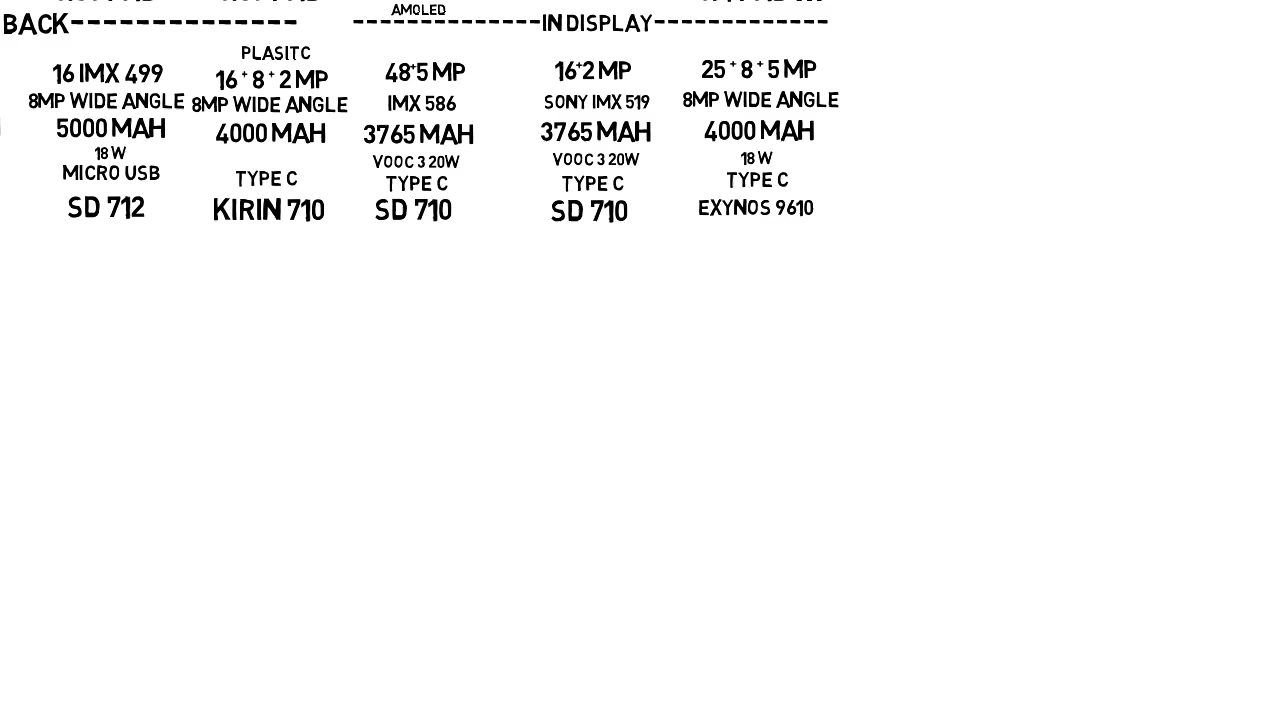 AMOLED
BACK-------------- ---------------IN DISPLAY--------------
PLASITC
16 IMX 499 16+8+2 MP 48+5 MP 16+2 MP 25+8+5 MP
8MP WIDE ANGLE 8MP WIDE ANGLE IMX 586 SONY IMX 519 8MP WIDE ANGLE
5000 MAH 4000 MAH 3765 MAH 3765 MAH 4000 MAH
18 W VOOC 3 20W VOOC 3 20W 18 W
MICRO USB TYPE C TYPE C TYPE C TYPE C
SD 712 KIRIN 710 SD 710 SD 710 EXYNOS 9610